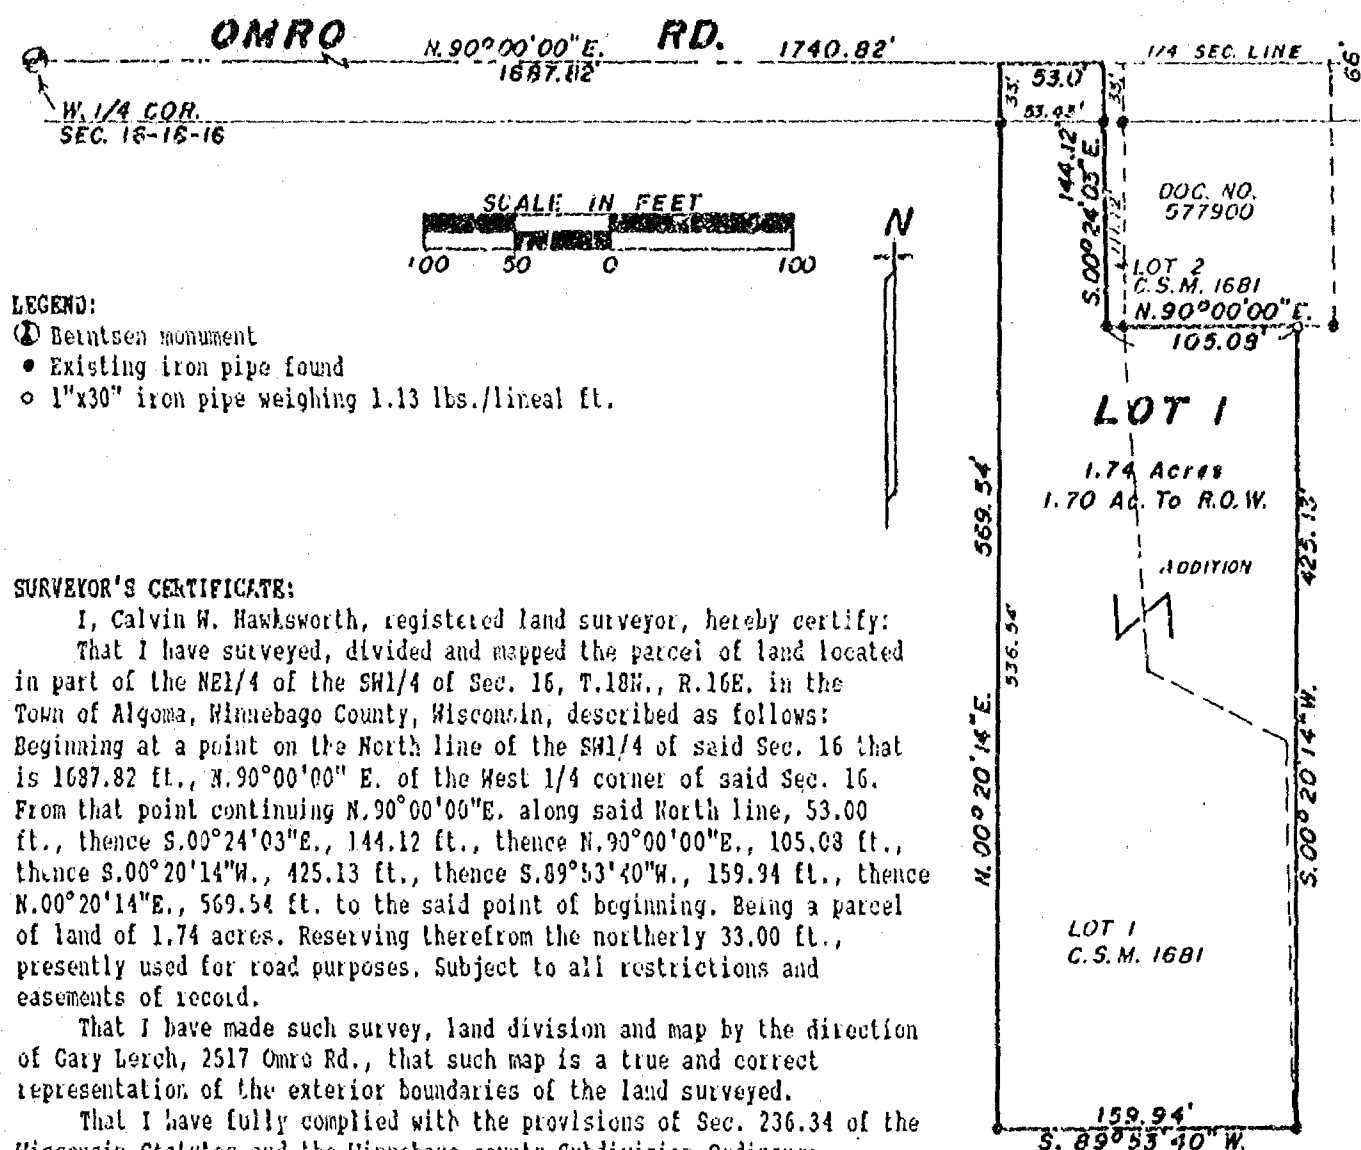 OMRO RD.
N.90°00'00"E. 1740.82'
1687.82'
1/4 SEC. LINE
66'
W. 1/4 COR.
SEC. 16-18-16
53.0'
33'
33'
53.43'
144.12'
S.00°24'03"E.
111.12'
DOC. NO.
577900
LOT 2
C.S.M. 1681
N.90°00'00"E.
105.08'
SCALE IN FEET
100 50 0 100
N
LEGEND:
Berntsen monument
Existing iron pipe found
1"x30" iron pipe weighing 1.13 lbs./lineal ft.
LOT 1
1.74 Acres
1.70 Ac. To R.O.W.
ADDITION
569.54'
536.54'
N. 00°20'14"E.
425.13'
S.00°20'14"W.
LOT 1
C.S.M. 1681
159.94'
S. 89°53'40"W.
SURVEYOR'S CERTIFICATE:
I, Calvin W. Hawksworth, registered land surveyor, hereby certify:
That I have surveyed, divided and mapped the parcel of land located
in part of the NE1/4 of the SW1/4 of Sec. 16, T.18N., R.16E. in the
Town of Algoma, Winnebago County, Wisconsin, described as follows:
Beginning at a point on the North line of the SW1/4 of said Sec. 16 that
is 1687.82 ft., N.90°00'00" E. of the West 1/4 corner of said Sec. 16.
From that point continuing N.90°00'00"E. along said North line, 53.00
ft., thence S.00°24'03"E., 144.12 ft., thence N.90°00'00"E., 105.08 ft.,
thence S.00°20'14"W., 425.13 ft., thence S.89°53'40"W., 159.94 ft., thence
N.00°20'14"E., 569.54 ft. to the said point of beginning. Being a parcel
of land of 1.74 acres. Reserving therefrom the northerly 33.00 ft.,
presently used for road purposes. Subject to all restrictions and
easements of record.
That I have made such survey, land division and map by the direction
of Gary Lerch, 2517 Omro Rd., that such map is a true and correct
representation of the exterior boundaries of the land surveyed.
That I have fully complied with the provisions of Sec. 236.34 of the
Wisconsin Statutes and the Winnebago county Subdivision Ordinance